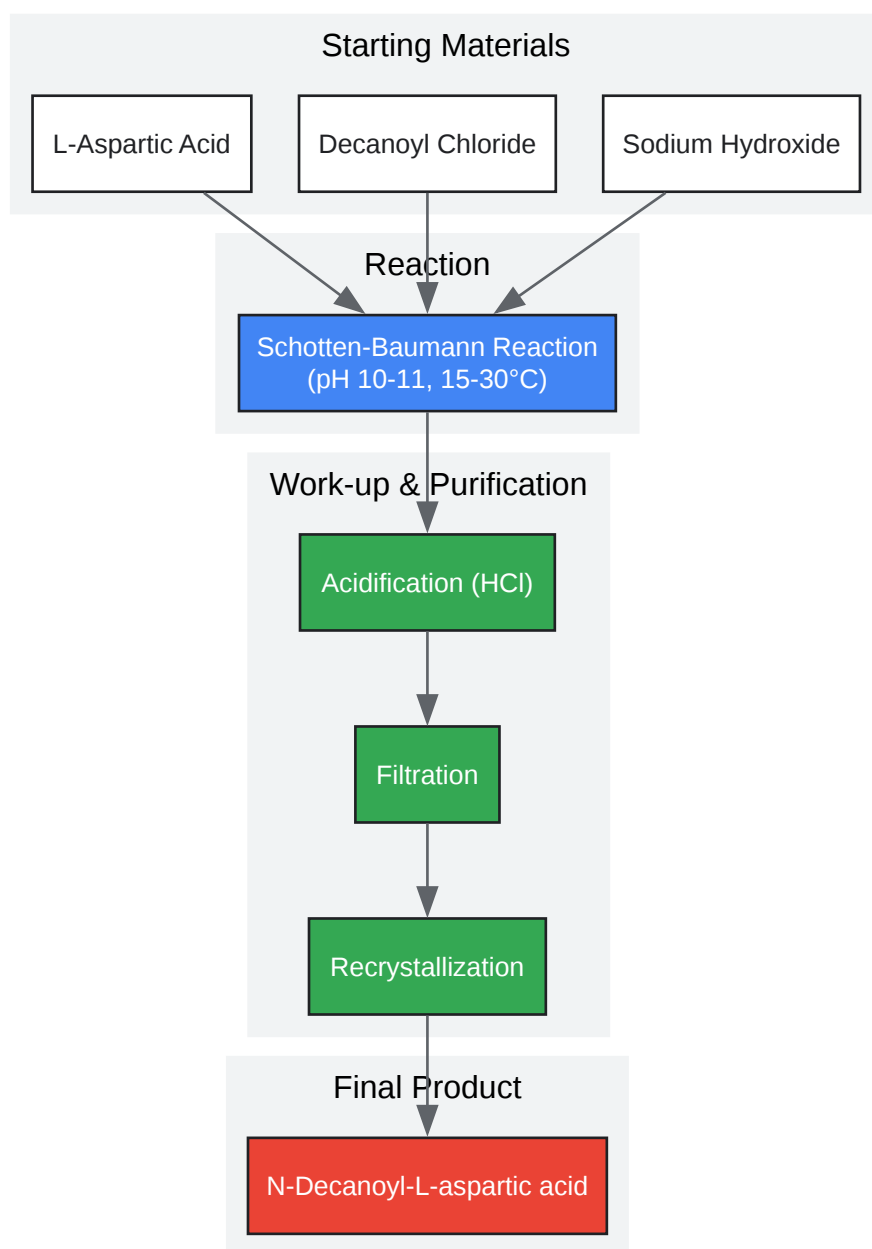 Starting Materials
L-Aspartic Acid
Decanoyl Chloride
Sodium Hydroxide
Reaction
Schotten-Baumann Reaction
(pH 10-11, 15-30°C)
Work-up & Purification
Acidification (HCl)
Filtration
Recrystallization
Final Product
N-Decanoyl-L-aspartic acid